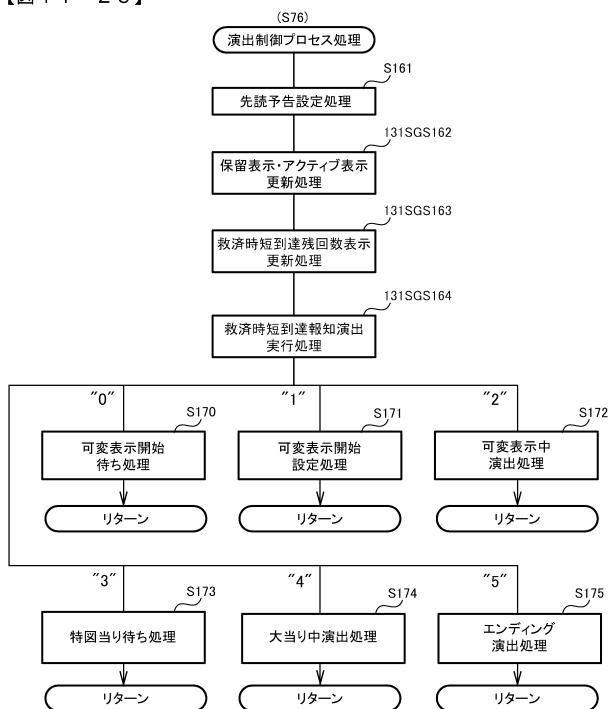 (S76)
演出制御プロセス処理
S161
先読予告設定処理
131SGS162
保留表示・アクティブ表示
更新処理
131SGS163
救済時短到達残回数表示
更新処理
131SGS164
救済時短到達報知演出
実行処理
"0"
"1"
"2"
S170
可変表示開始
待ち処理
リターン
S171
可変表示開始
設定処理
リターン
S172
可変表示中
演出処理
リターン
"3"
"4"
"5"
S173
特図当り待ち処理
リターン
S174
大当り中演出処理
リターン
S175
エンディング
演出処理
リターン